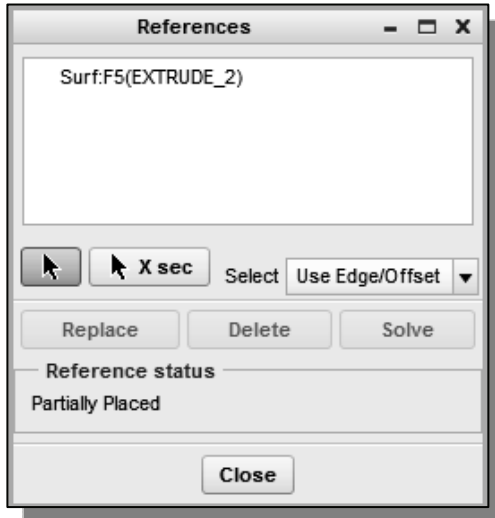 References
Surf:F5(EXTRUDE_2)
X sec Select Use Edge/Offset
Replace Delete Solve
Reference status
Partially Placed
Close